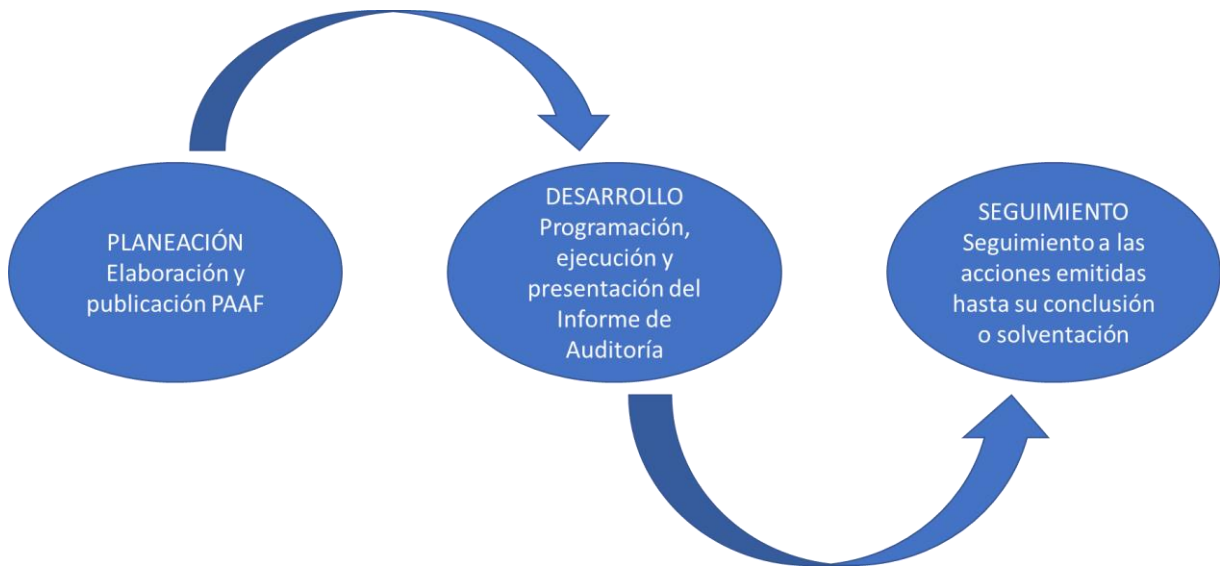 PLANEACIÓN
Elaboración y
publicación PAAF
DESARROLLO
Programación,
ejecución y
presentación del
Informe de
Auditoría
SEGUIMIENTO
Seguimiento a las
acciones emitidas
hasta su conclusión
o solventación